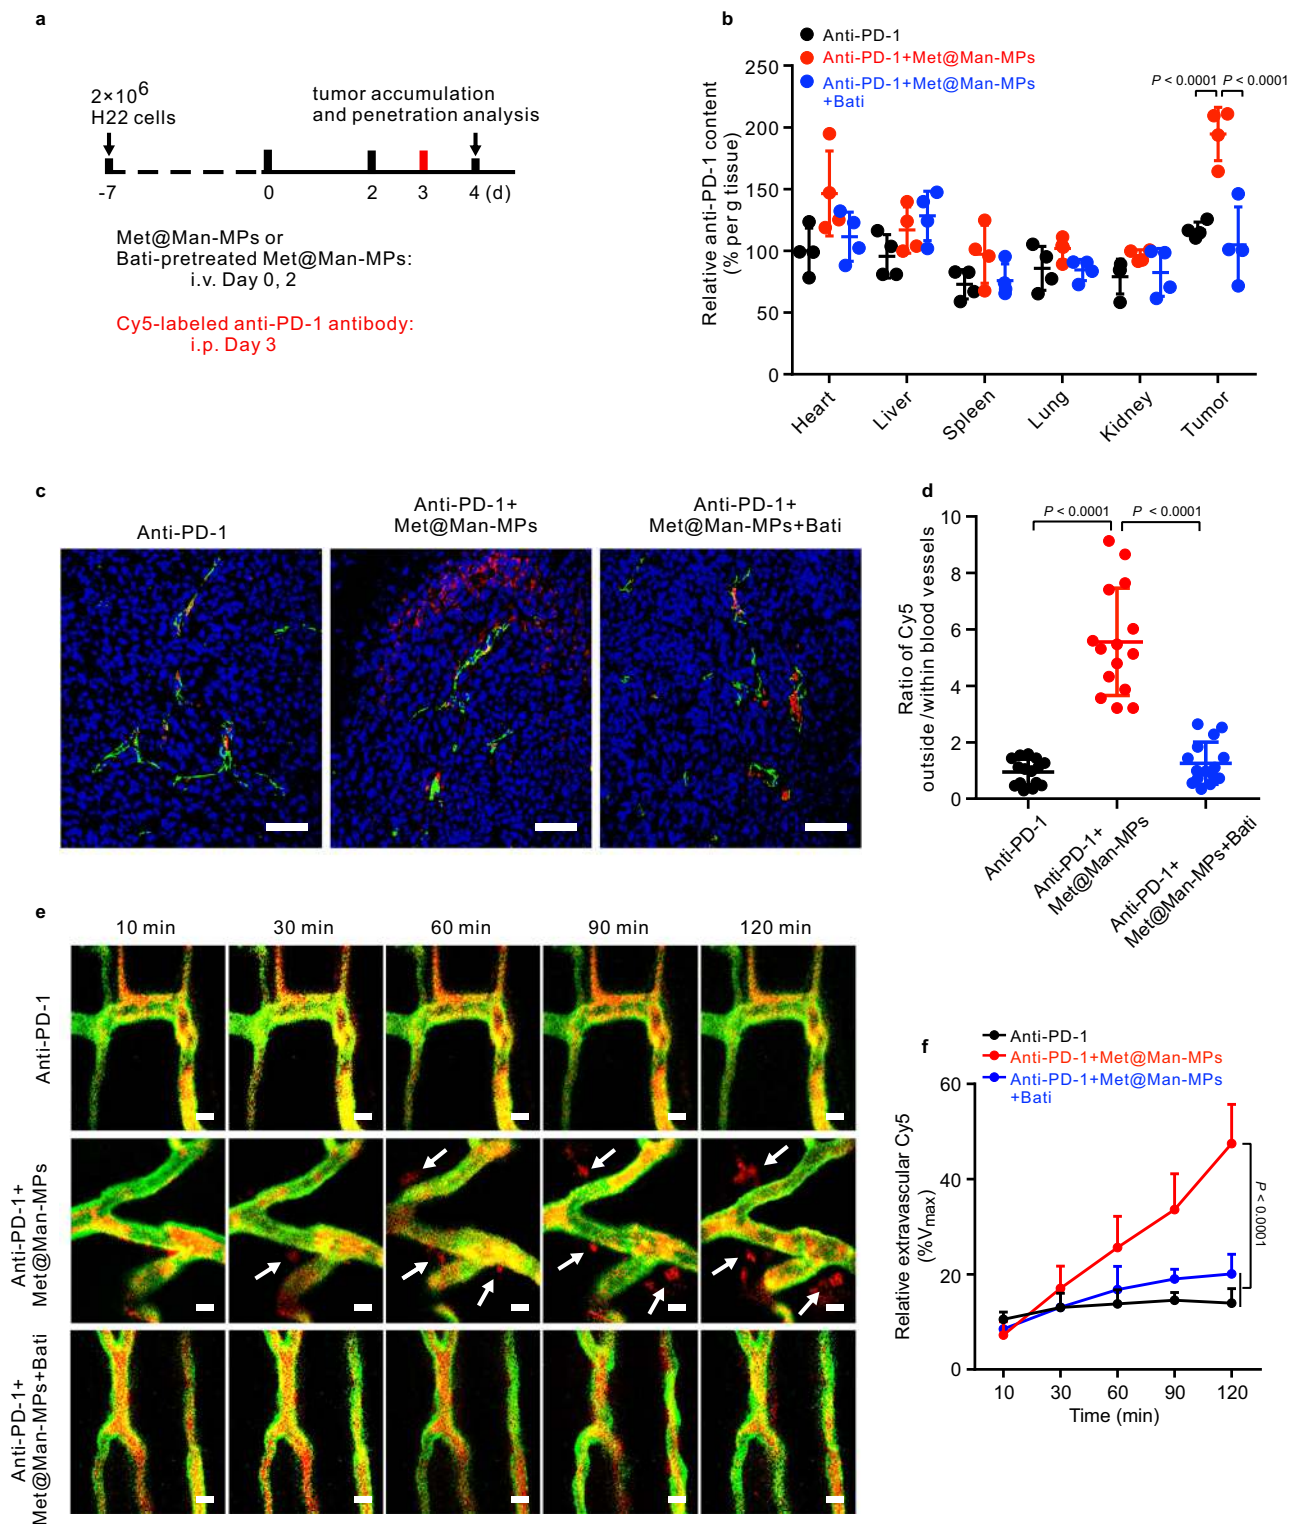 a
2×10⁶
H22 cells
tumor accumulation
and penetration analysis
-7
0
2
3
4 (d)
Met@Man-MPs or
Bati-pretreated Met@Man-MPs:
i.v. Day 0, 2
Cy5-labeled anti-PD-1 antibody:
i.p. Day 3
b
Anti-PD-1
Anti-PD-1+Met@Man-MPs
Anti-PD-1+Met@Man-MPs
+Bati
P < 0.0001
P < 0.0001
Relative anti-PD-1 content
(% per g tissue)
250
200
150
100
50
0
Heart
Liver
Spleen
Lung
Kidney
Tumor
c
Anti-PD-1
Anti-PD-1+
Met@Man-MPs
Anti-PD-1+
Met@Man-MPs+Bati
d
P < 0.0001
P < 0.0001
Ratio of Cy5
outside /within blood vessels
10
8
6
4
2
0
Anti-PD-1
Anti-PD-1+
Met@Man-MPs
Anti-PD-1+
Met@Man-MPs+Bati
e
10 min
30 min
60 min
90 min
120 min
Anti-PD-1
Anti-PD-1+
Met@Man-MPs
Anti-PD-1+
Met@Man-MPs+Bati
f
Anti-PD-1
Anti-PD-1+Met@Man-MPs
Anti-PD-1+Met@Man-MPs
+Bati
Relative extravascular Cy5
(%Vmax)
60
40
20
0
P < 0.0001
10
30
60
90
120
Time (min)